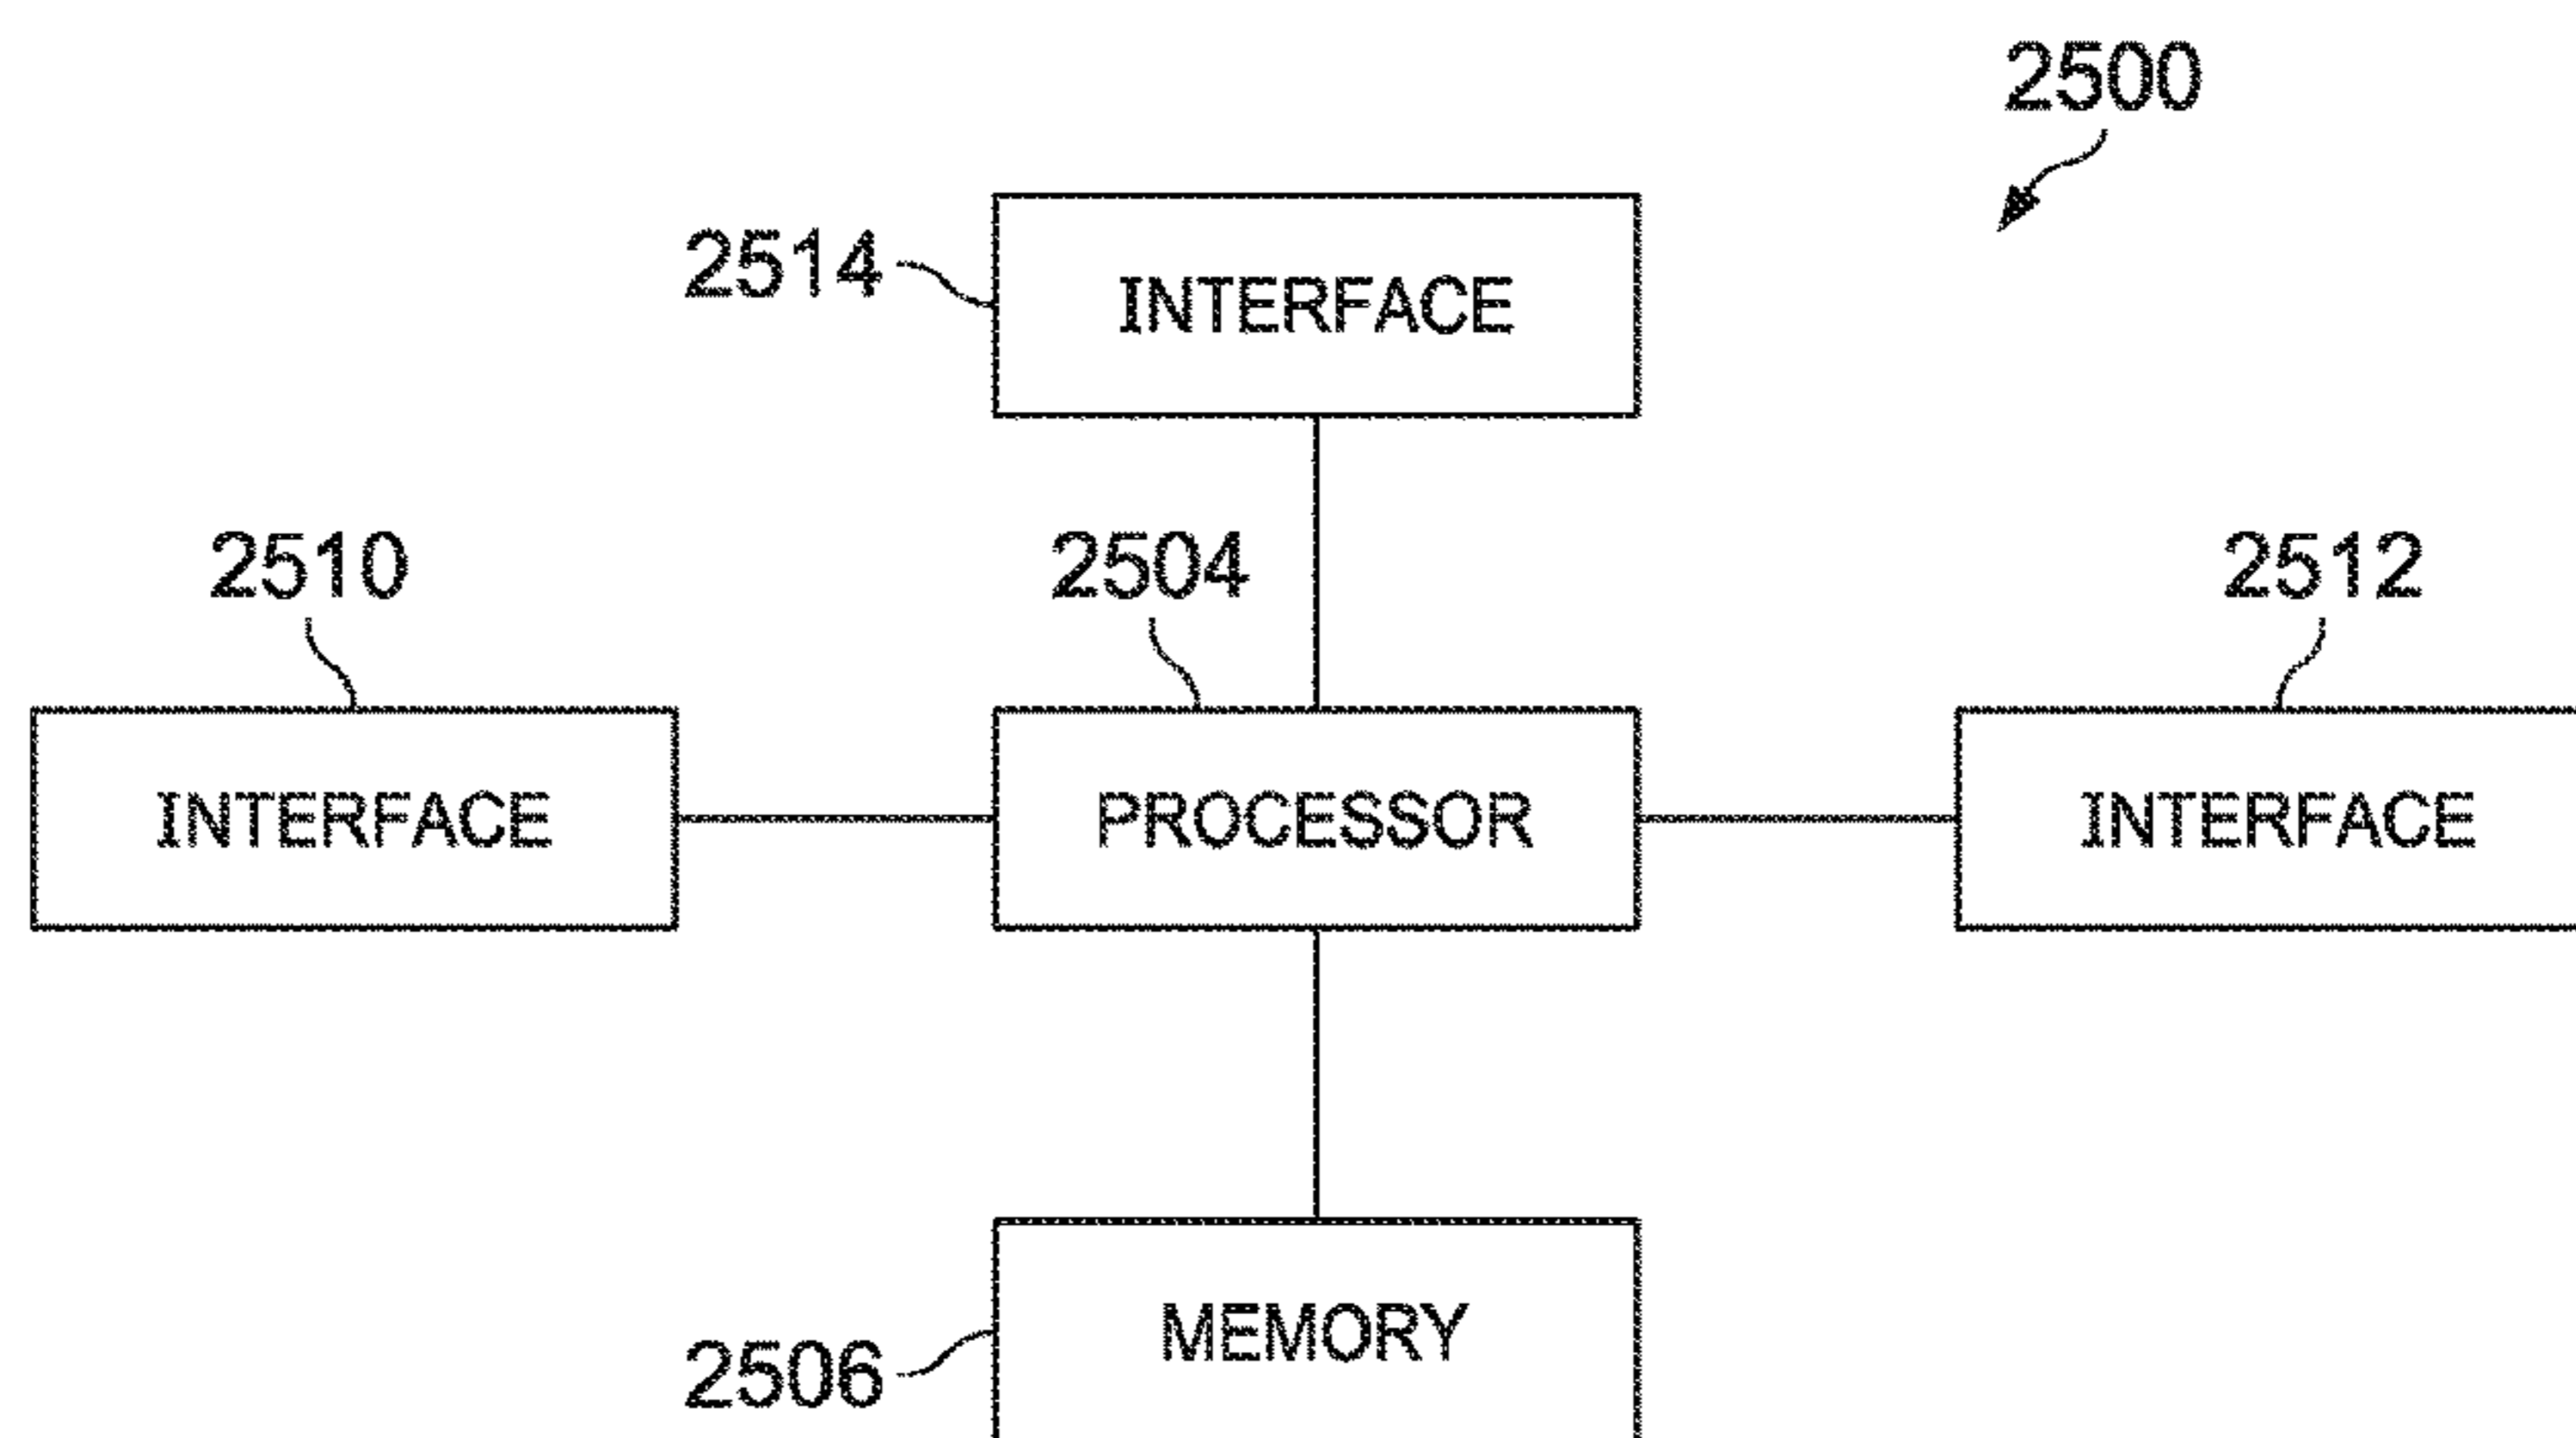 2500
2514
INTERFACE
2510
2504
2512
INTERFACE
PROCESSOR
INTERFACE
MEMORY
2506